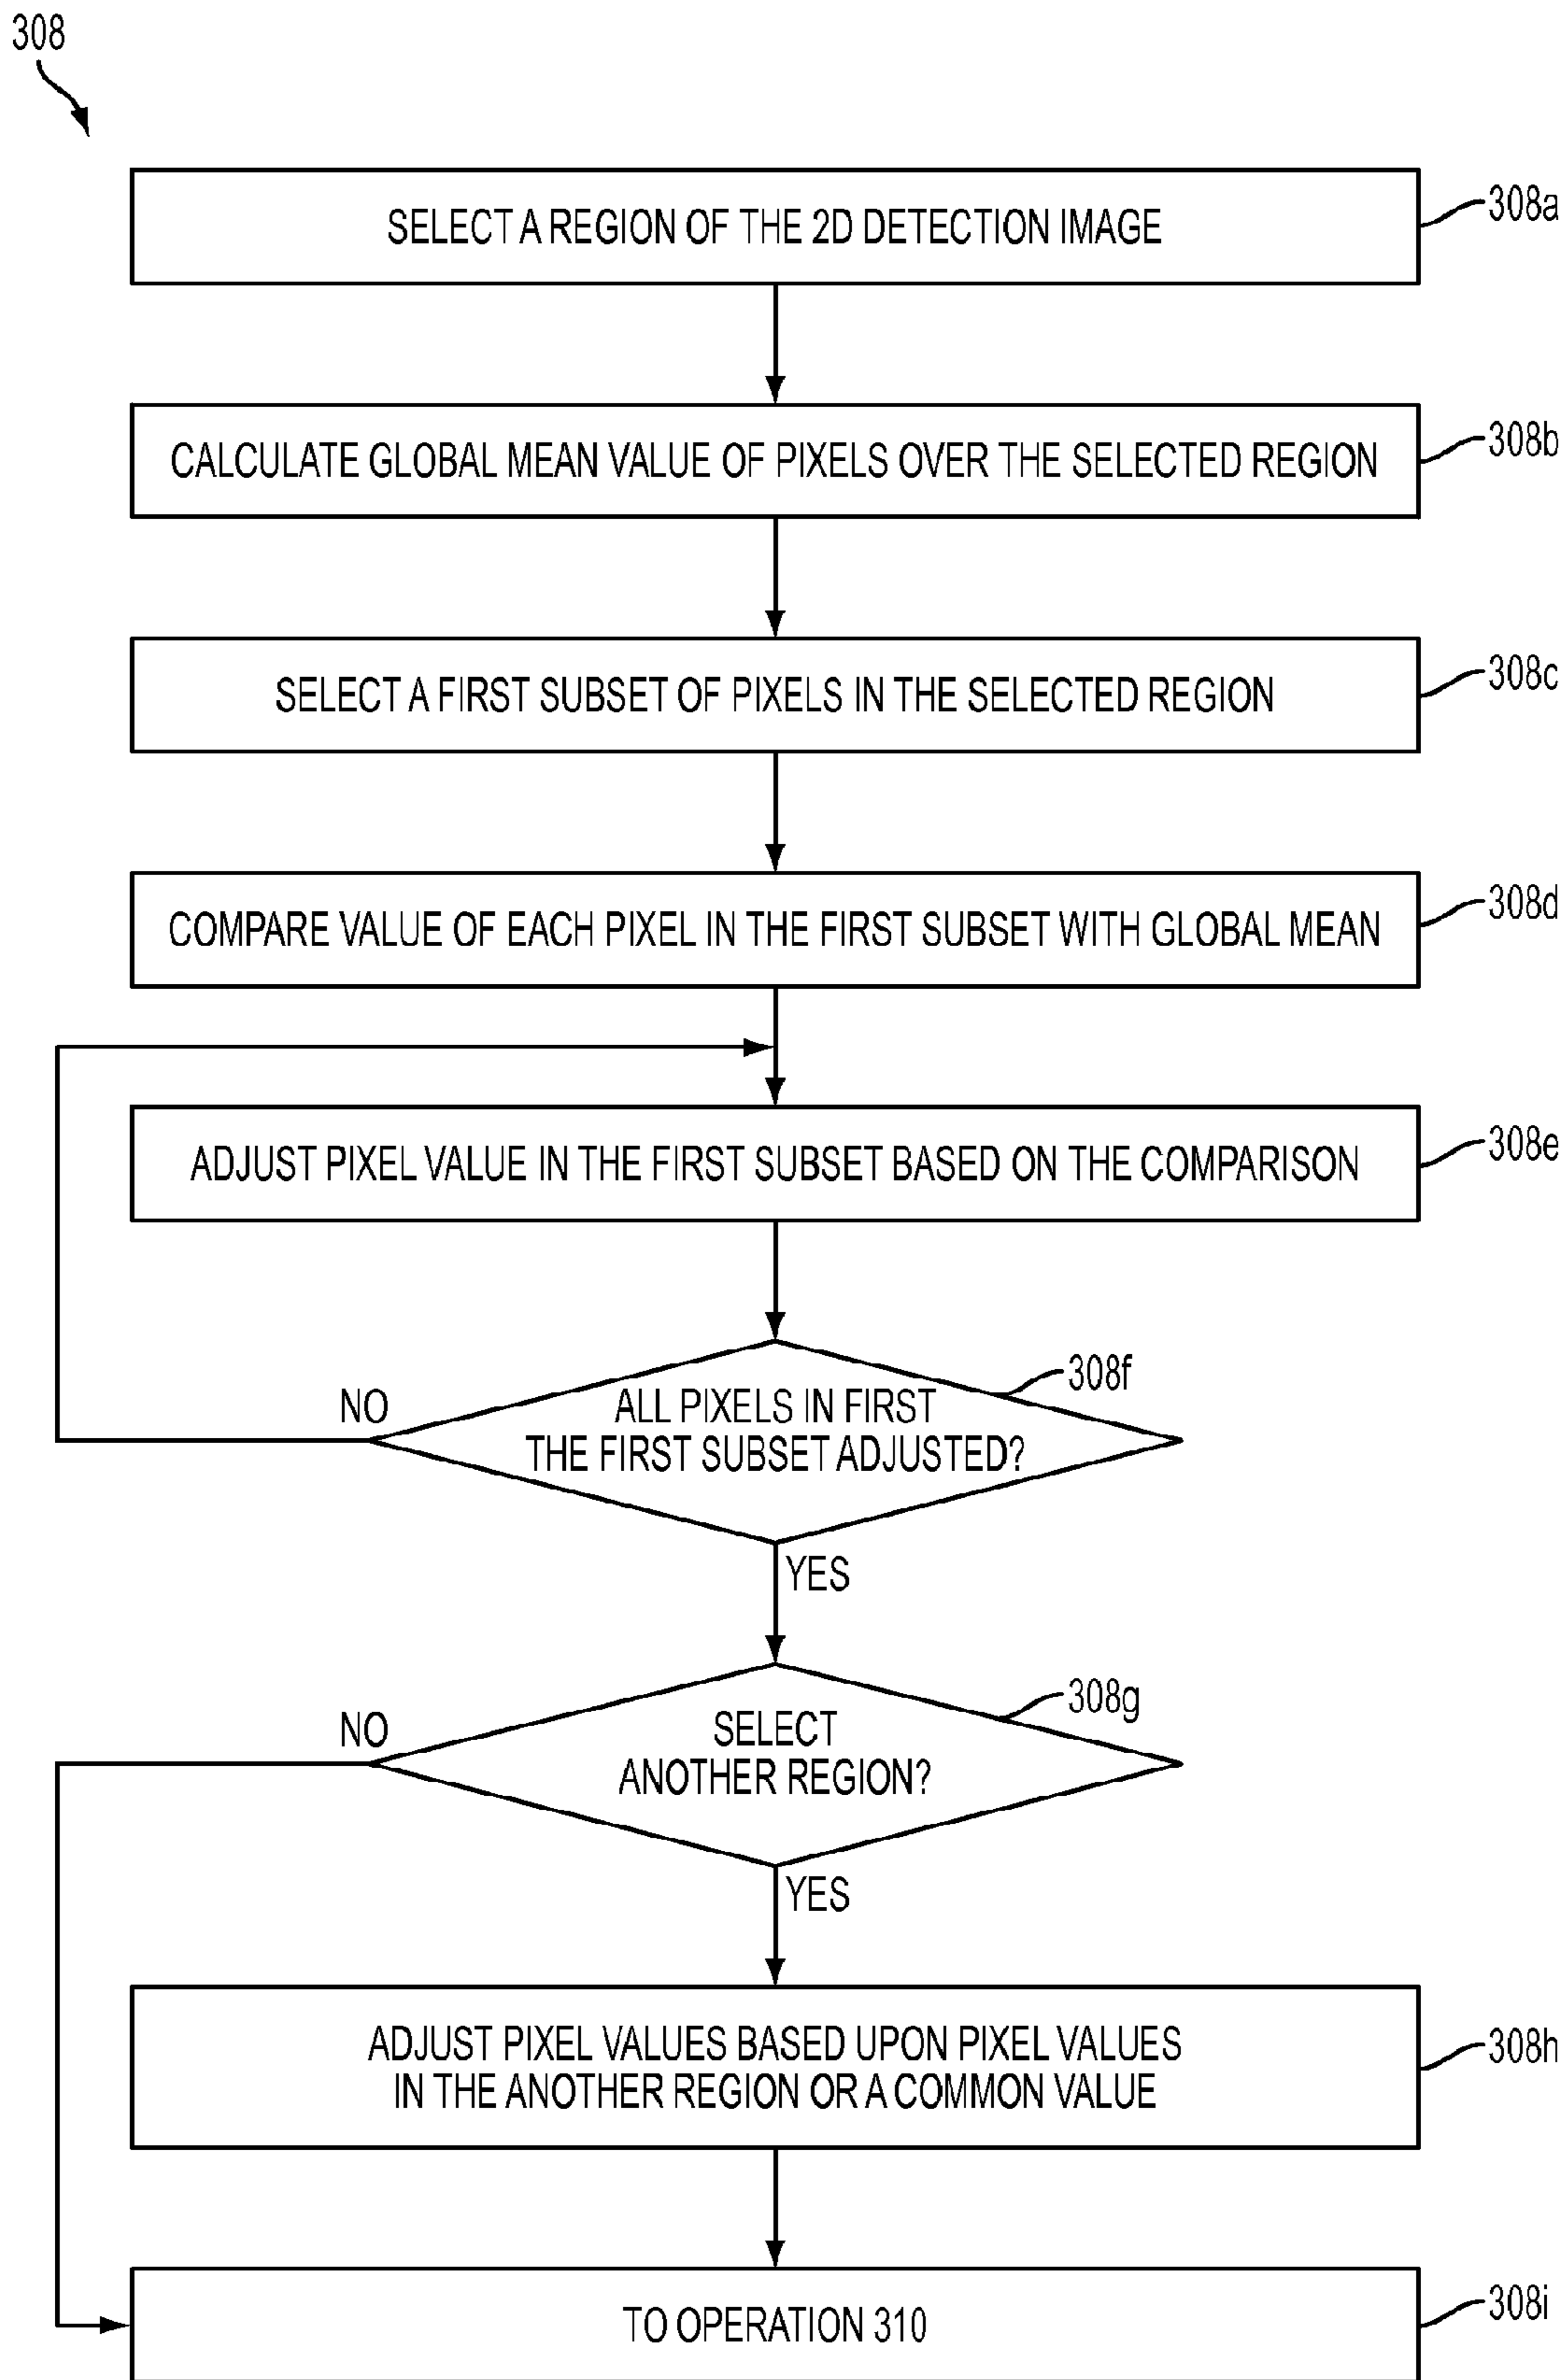 308
SELECT A REGION OF THE 2D DETECTION IMAGE
308a
CALCULATE GLOBAL MEAN VALUE OF PIXELS OVER THE SELECTED REGION
308b
SELECT A FIRST SUBSET OF PIXELS IN THE SELECTED REGION
308c
COMPARE VALUE OF EACH PIXEL IN THE FIRST SUBSET WITH GLOBAL MEAN
308d
ADJUST PIXEL VALUE IN THE FIRST SUBSET BASED ON THE COMPARISON
308e
308f
NO
ALL PIXELS IN FIRST
THE FIRST SUBSET ADJUSTED?
YES
308g
NO
SELECT
ANOTHER REGION?
YES
ADJUST PIXEL VALUES BASED UPON PIXEL VALUES
IN THE ANOTHER REGION OR A COMMON VALUE
308h
TO OPERATION 310
308i